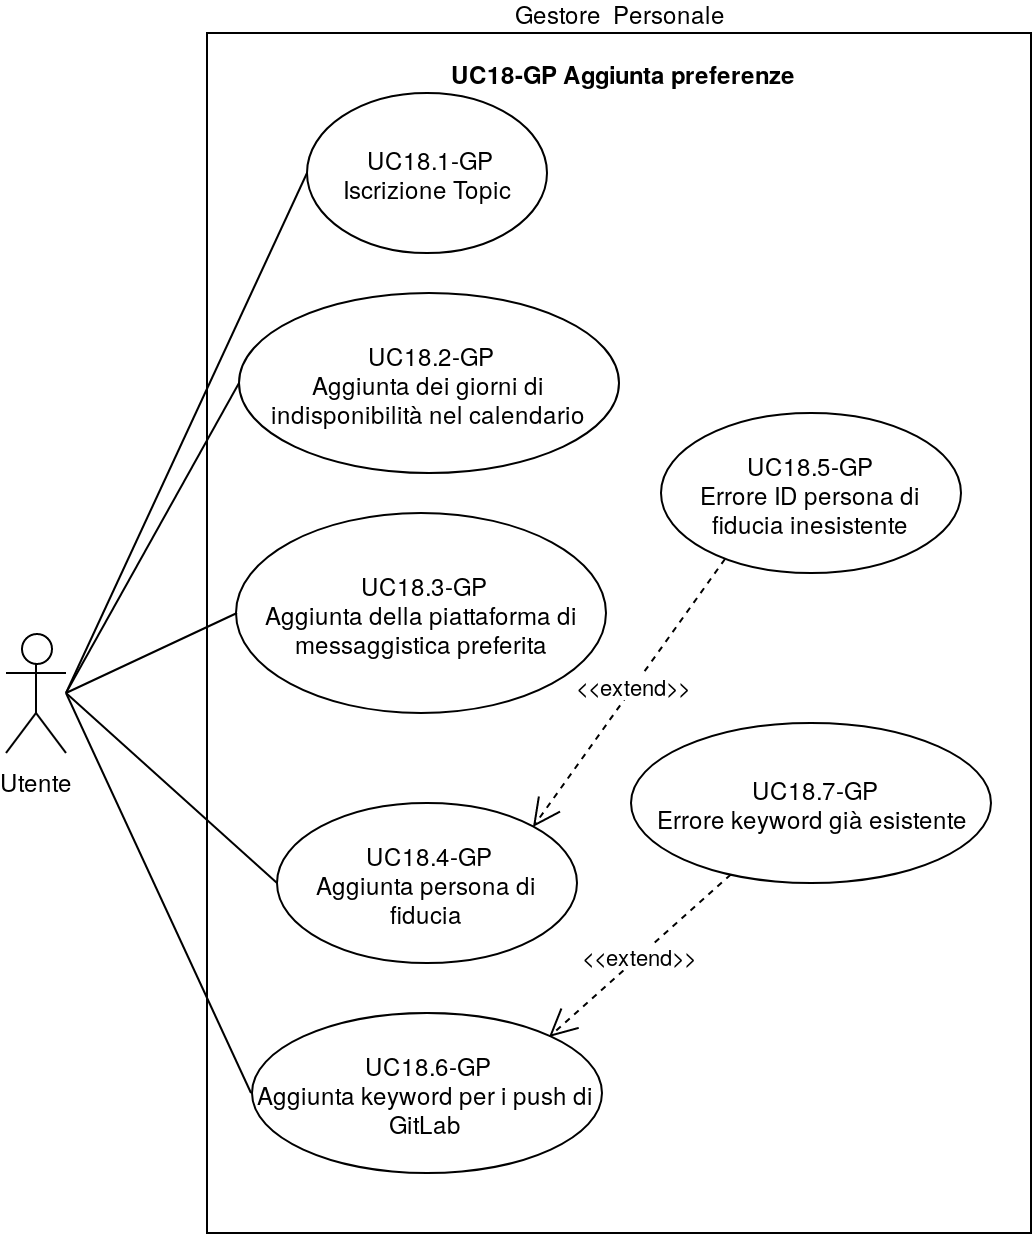 Gestore Personale
UC18-GP Aggiunta preferenze
UC18.1-GP
Iscrizione Topic
UC18.2-GP
Aggiunta dei giorni di
indisponibilità nel calendario
UC18.5-GP
Errore ID persona di
fiducia inesistente
UC18.3-GP
Aggiunta della piattaforma di
messaggistica preferita
<<extend>>
Utente
UC18.7-GP
Errore keyword già esistente
UC18.4-GP
Aggiunta persona di
fiducia
<<extend>>
UC18.6-GP
Aggiunta keyword per i push di
GitLab